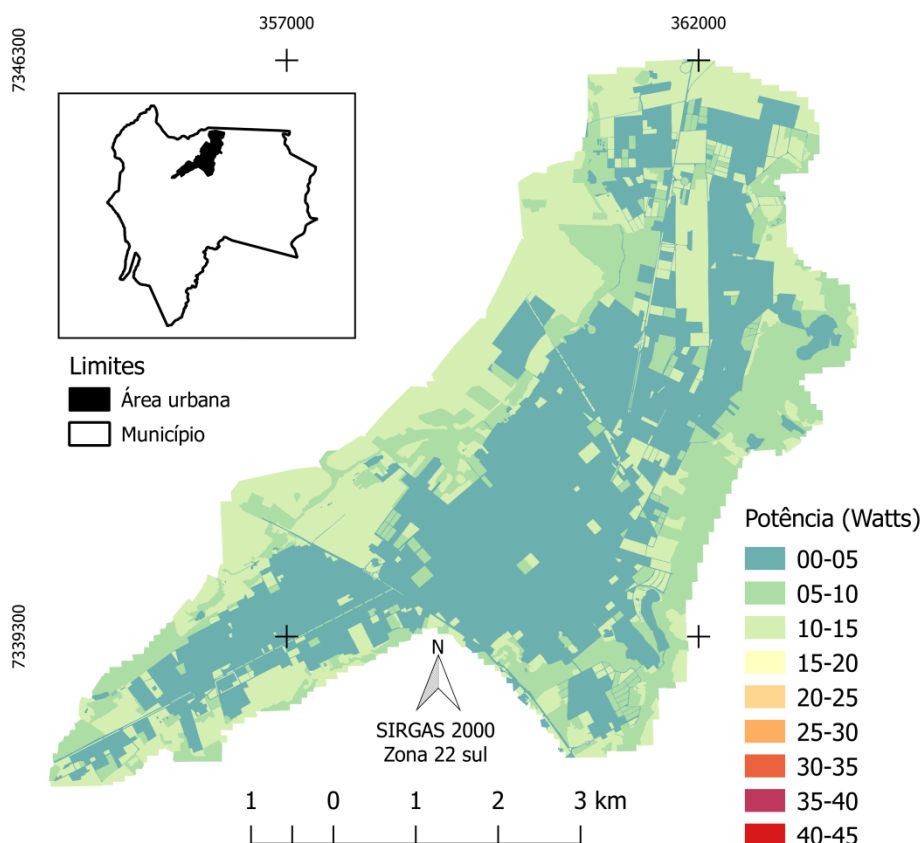 357000
362000
7346300
Limites
Área urbana
Município
Potência (Watts)
00-05
05-10
10-15
15-20
20-25
25-30
30-35
35-40
40-45
7339300
N
SIRGAS 2000
Zona 22 sul
1 0 1 2 3 km